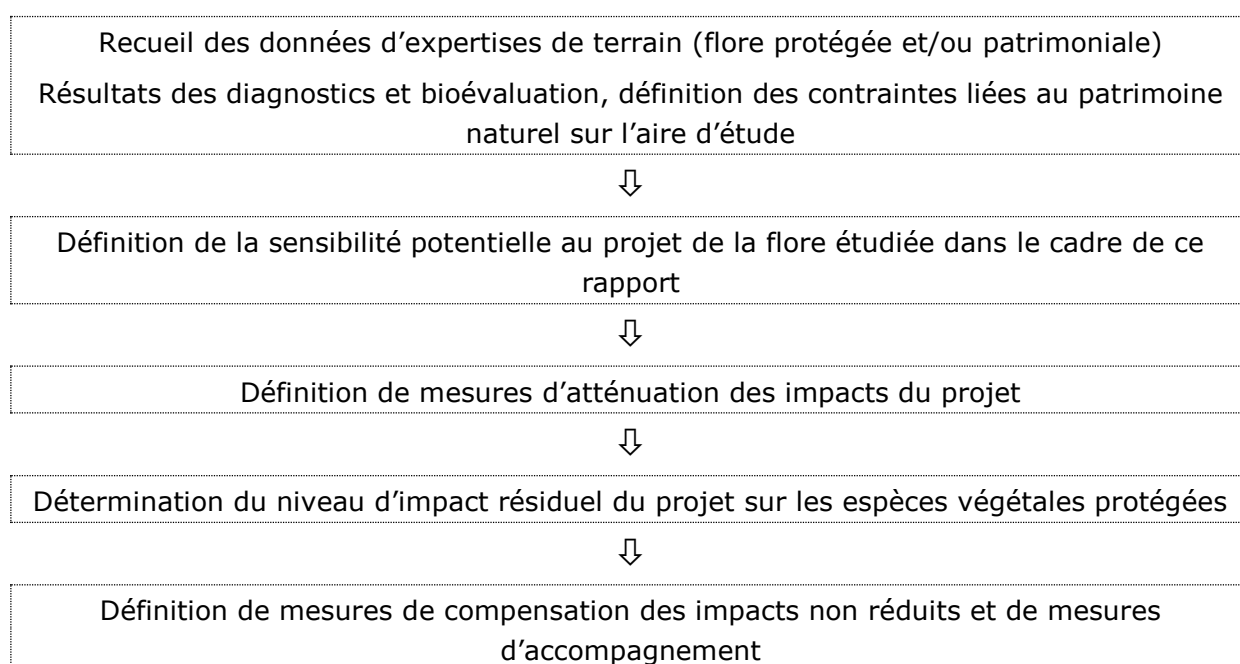 Recueil des données d’expertises de terrain (flore protégée et/ou patrimoniale)
Résultats des diagnostics et bioévaluation, définition des contraintes liées au patrimoine
naturel sur l’aire d’étude
⇩
Définition de la sensibilité potentielle au projet de la flore étudiée dans le cadre de ce
rapport
⇩
Définition de mesures d’atténuation des impacts du projet
⇩
Détermination du niveau d’impact résiduel du projet sur les espèces végétales protégées
⇩
Définition de mesures de compensation des impacts non réduits et de mesures
d’accompagnement